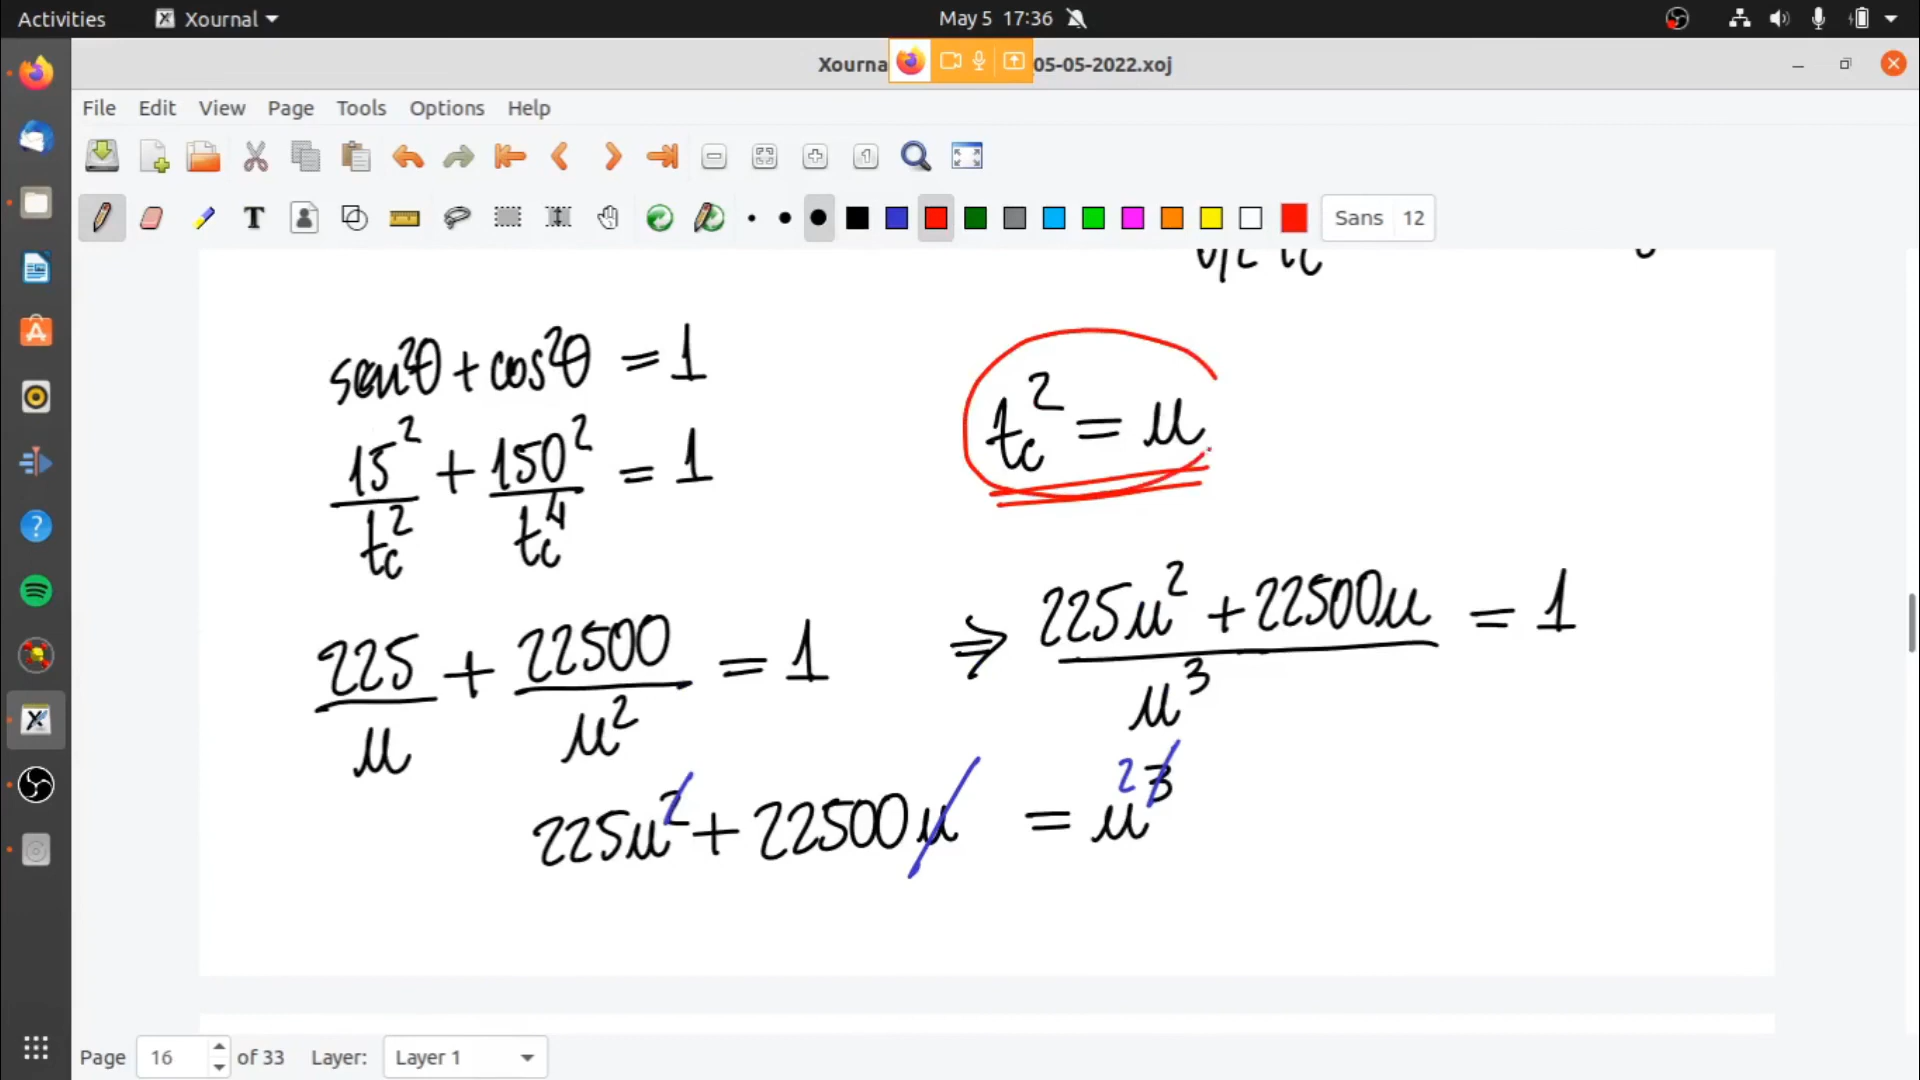 Activities Xournal May 5 17:36
Xourna 05-05-2022.xoj
File Edit View Page Tools Options Help
T Sans 12
sen²θ + cos²θ = 1
15²/tc² + 150²/tc⁴ = 1
tc² = u
225/u + 22500/u² = 1 ⇒ (225u² + 22500u)/u³ = 1
225u² + 22500u = u³ 2
Page 16 of 33 Layer: Layer 1